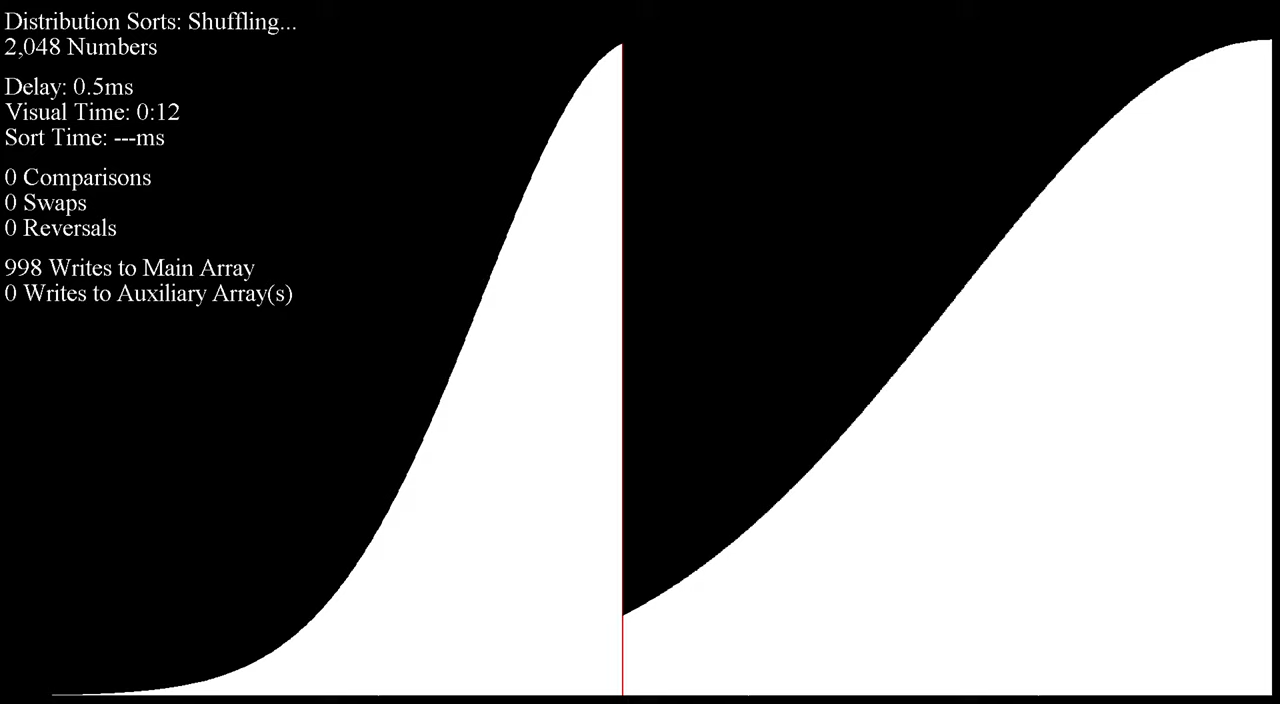 Distribution Sorts: Shuffling...
2,048 Numbers
Delay: 0.5ms
Visual Time: 0:12
Sort Time: ---ms
0 Comparisons
0 Swaps
0 Reversals
998 Writes to Main Array
0 Writes to Auxiliary Array(s)